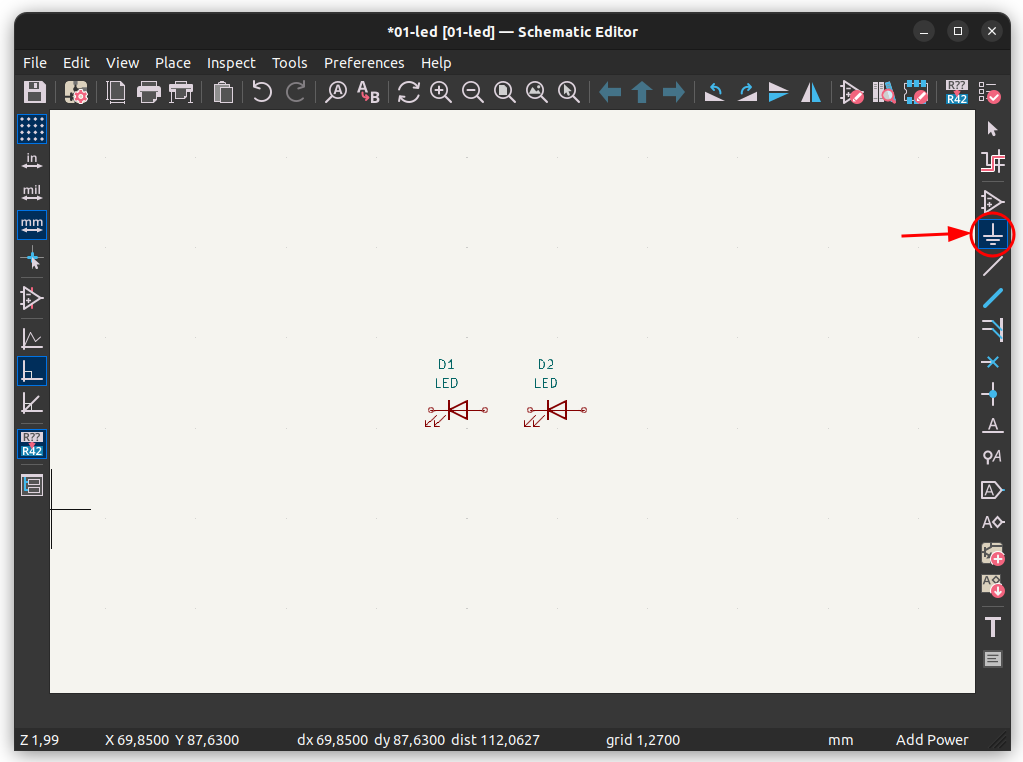 *01-led [01-led] — Schematic Editor
File Edit View Place Inspect Tools Preferences Help
A A B R?? R42
in
mil
mm
R??
R42
D1 D2
LED LED
A
A
A
A
A
T
Z 1,99 X 69,8500 Y 87,6300 dx 69,8500 dy 87,6300 dist 112,0627 grid 1,2700 mm Add Power